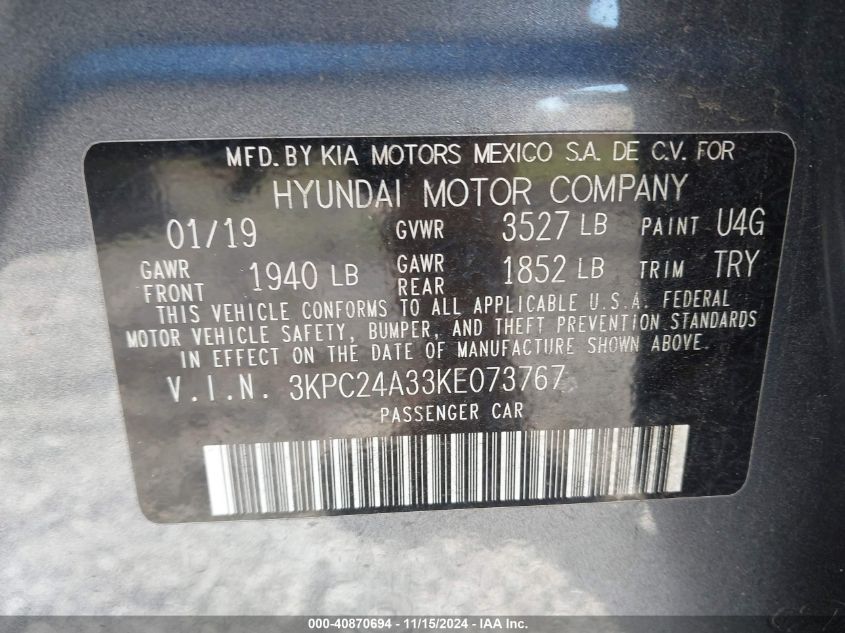 MFD. BY KIA MOTORS MEXICO S.A. DE C.V. FOR
HYUNDAI MOTOR COMPANY
01/19 GVWR 3527 LB PAINT U4G
GAWR FRONT 1940 LB GAWR REAR 1852 LB TRIM TRY
THIS VEHICLE CONFORMS TO ALL APPLICABLE U.S.A. FEDERAL
MOTOR VEHICLE SAFETY, BUMPER, AND THEFT PREVENTION STANDARDS
IN EFFECT ON THE DATE OF MANUFACTURE SHOWN ABOVE.
V.I.N. 3KPC24A33KE073767
PASSENGER CAR
000-40870694 - 11/15/2024 - IAA Inc.